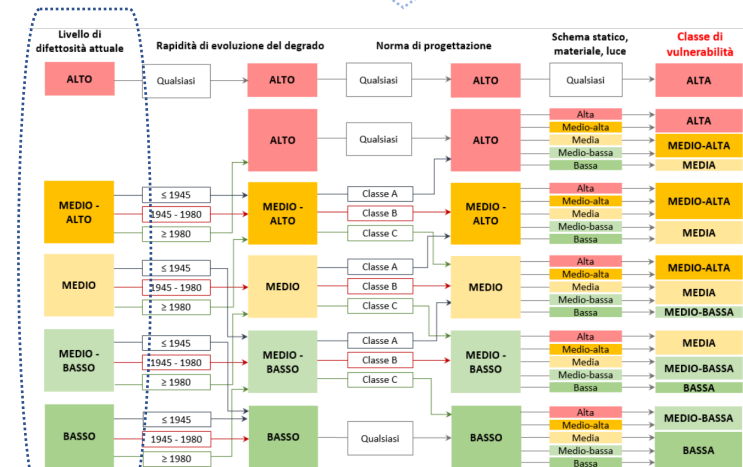 Livello di
difettosità attuale
Rapidità di evoluzione del degrado
Norma di progettazione
Schema statico,
materiale, luce
Classe di
vulnerabilità
ALTO
Qualsiasi
ALTO
Qualsiasi
ALTO
Qualsiasi
ALTA
ALTO
Qualsiasi
ALTO
Alta
Medio-alta
Media
Medio-bassa
Bassa
ALTA
MEDIO-ALTA
MEDIA
MEDIO -
ALTO
≤ 1945
1945 - 1980
≥ 1980
MEDIO -
ALTO
Classe A
Classe B
Classe C
MEDIO -
ALTO
Alta
Medio-alta
Media
Medio-bassa
Bassa
MEDIO-ALTA
MEDIA
MEDIO
≤ 1945
1945 - 1980
≥ 1980
MEDIO
Classe A
Classe B
Classe C
MEDIO
Alta
Medio-alta
Media
Medio-bassa
Bassa
MEDIO-ALTA
MEDIA
MEDIO-BASSA
MEDIO -
BASSO
≤ 1945
1945 - 1980
≥ 1980
MEDIO -
BASSO
Classe A
Classe B
Classe C
MEDIO -
BASSO
Alta
Medio-alta
Media
Medio-bassa
Bassa
MEDIA
MEDIO-BASSA
BASSA
BASSO
≤ 1945
1945 - 1980
≥ 1980
BASSO
Qualsiasi
BASSO
Alta
Medio-alta
Media
Medio-bassa
Bassa
MEDIO-BASSA
BASSA